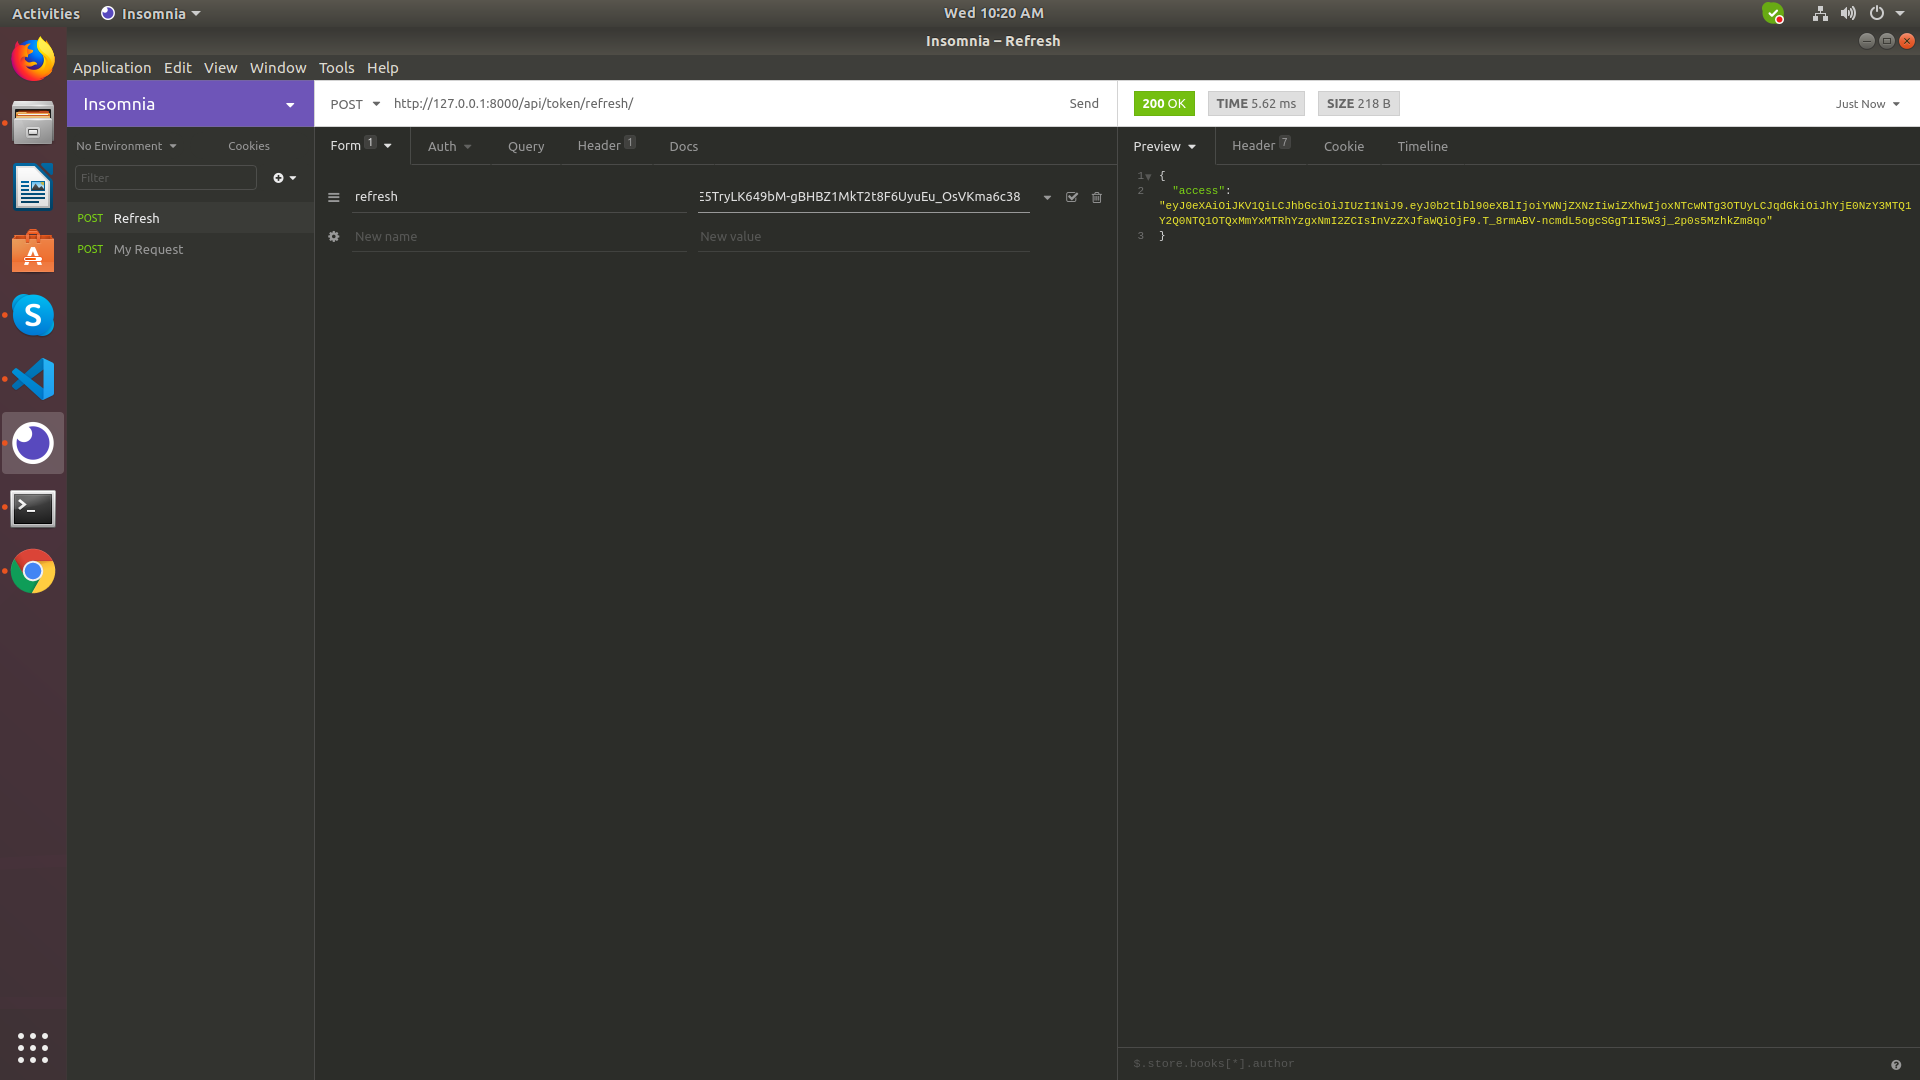 Activities Insomnia Wed 10:20 AM
Insomnia – Refresh
Application Edit View Window Tools Help
Insomnia POST http://127.0.0.1:8000/api/token/refresh/ Send 200 OK TIME 5.62 ms SIZE 218 B Just Now
No Environment Cookies Form 1 Auth Query Header 1 Docs Preview Header 7 Cookie Timeline
Filter
refresh E5TryLK649bM-gBHBZ1MkT2t8F6UyuEu_OsVKma6c38
New name New value
POST Refresh
POST My Request
1 {
2 "access":
"eyJ0eXAiOiJKV1QiLCJhbGciOiJIUzI1NiJ9.eyJ0b2tlbl90eXBlIjoiYWNjZXNzIiwiZXhwIjoxNTcwNTg3OTUyLCJqdGkiOiJhYjE0NzY3MTQ1
Y2Q0NTQ1OTQxMmYxMTRhYzgxNmI2ZCIsInVzZXJfaWQiOjF9.T_8rmABV-ncmdL5ogcSGgT1I5W3j_2p0s5MzhkZm8qo"
3 }
$.store.books[*].author